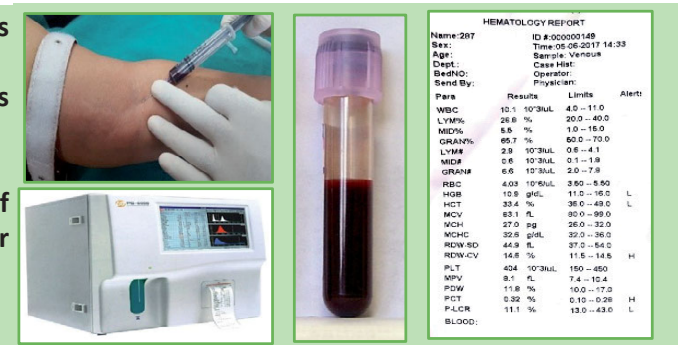 s
s
of
r
HEMATOLOGY REPORT
Name:287 ID #:000000149
Sex: Time:05-06-2017 14:33
Age: Sample: Venous
Dept.: Case Hist:
BedNO: Operator:
Send By: Physician:
Para Results Limits Alert:
WBC 10.1 10^3/uL 4.0 -- 11.0
LYM% 28.8 % 20.0 -- 40.0
MID% 5.5 % 1.0 -- 15.0
GRAN% 65.7 % 50.0 -- 70.0
LYM# 2.9 10^3/uL 0.6 -- 4.1
MID# 0.6 10^3/uL 0.1 -- 1.8
GRAN# 6.6 10^3/uL 2.0 -- 7.8
RBC 4.03 10^6/uL 3.50 -- 5.50
HGB 10.9 g/dL 11.0 -- 16.0 L
HCT 33.4 % 36.0 -- 48.0 L
MCV 83.1 fL 80.0 -- 99.0
MCH 27.0 pg 26.0 -- 32.0
MCHC 32.6 g/dL 32.0 -- 36.0
RDW-SD 44.9 fL 37.0 -- 54.0
RDW-CV 14.6 % 11.5 -- 14.5 H
PLT 404 10^3/uL 150 -- 450
MPV 8.1 fL 7.4 -- 10.4
PDW 11.8 % 10.0 -- 17.0
PCT 0.32 % 0.10 -- 0.28 H
P-LCR 11.1 % 13.0 -- 43.0 L
BLOOD: